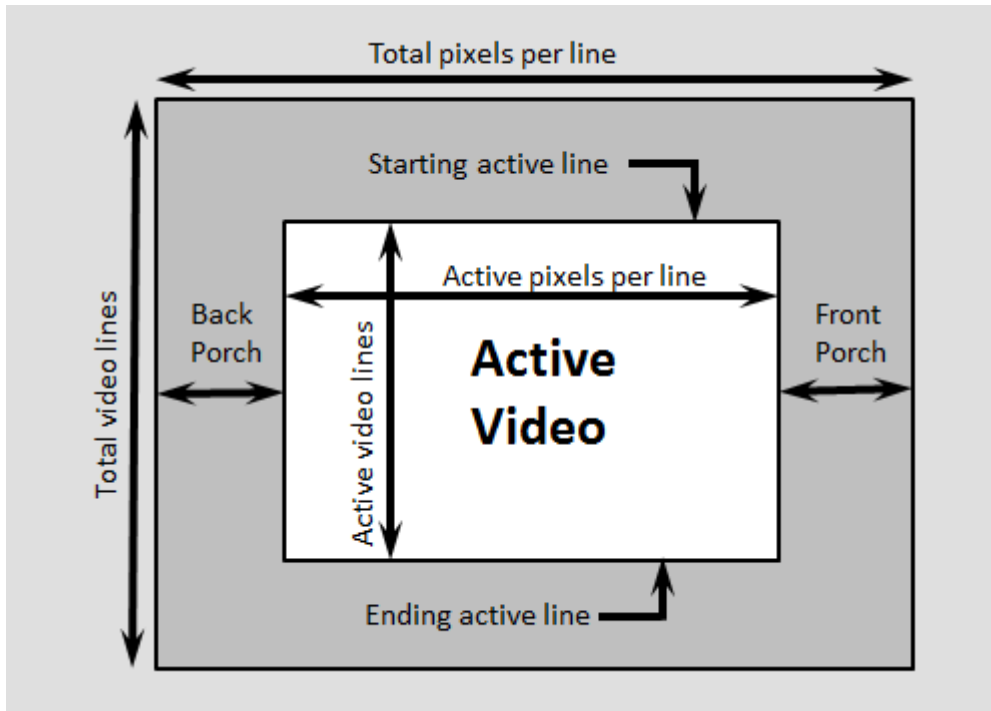 Total pixels per line
Starting active line
Active pixels per line
Back
Porch
Front
Porch
Total video lines
Active video lines
Active
Video
Ending active line